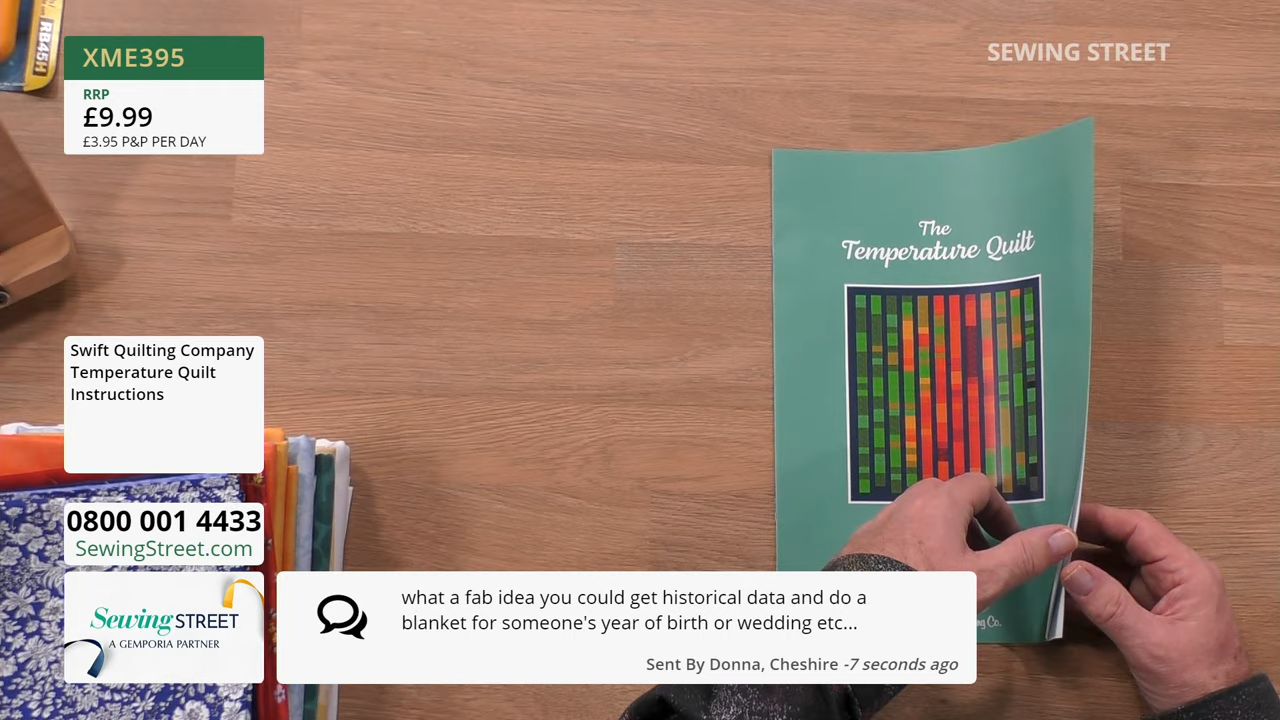 RB45H
XME395
RRP
£9.99
£3.95 P&P PER DAY
SEWING STREET
The
Temperature Quilt
Swift Quilting Company
Temperature Quilt
Instructions
0800 001 4433
SewingStreet.com
Sewing STREET
A GEMPORIA PARTNER
what a fab idea you could get historical data and do a
blanket for someone's year of birth or wedding etc...
Sent By Donna, Cheshire -7 seconds ago
Co.